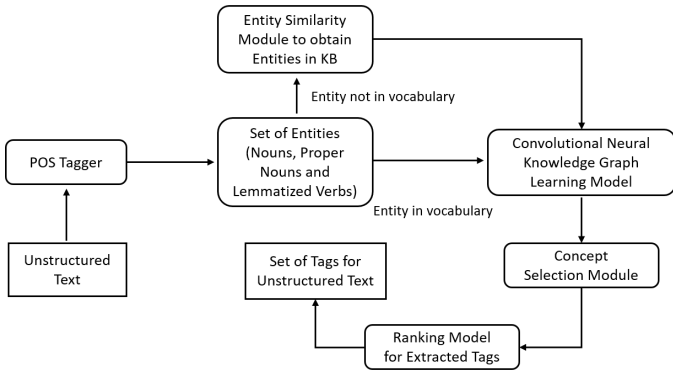 Entity Similarity
Module to obtain
Entities in KB
Entity not in vocabulary
Set of Entities
(Nouns, Proper
Nouns and
Lemmatized Verbs)
POS Tagger
Convolutional Neural
Knowledge Graph
Learning Model
Entity in vocabulary
Unstructured
Text
Set of Tags for
Unstructured Text
Concept
Selection Module
Ranking Model
for Extracted Tags